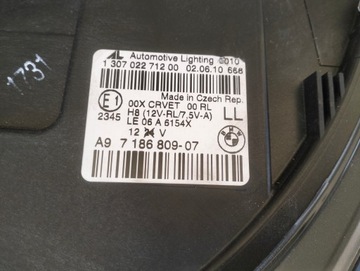 AL Automotive Lighting 0010
1 307 022 712 00 02.06.10 666
Made in Czech Rep.
E1 00X CRVET 00 RL LL
2345 H8 (12V-RL/7,5V-A)
LE 06 A 6154X
12 24 V
BMW
A9 7 186 809-07
1731